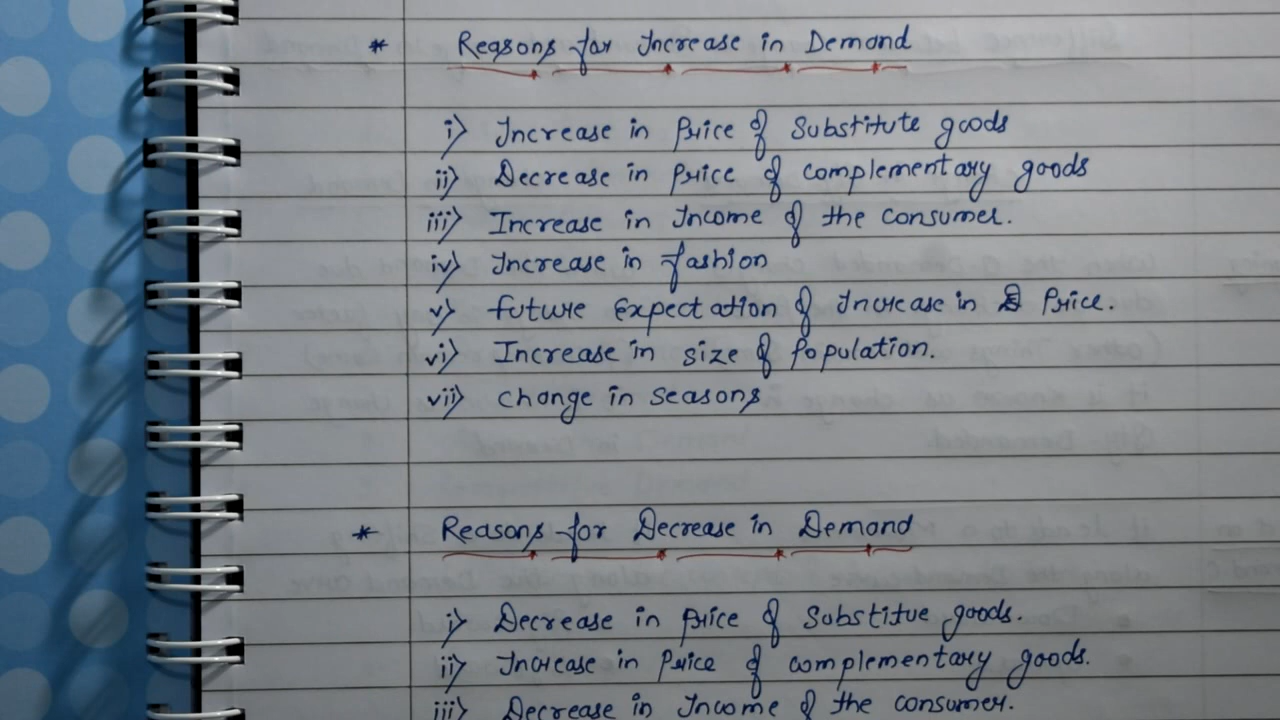 * Reasons for Increase in Demand
i) Increase in Price of Substitute goods
ii) Decrease in Price of complementary goods
iii) Increase in Income of the consumer.
iv) Increase in fashion
v) future Expectation of Increase in Price.
vi) Increase in size of Population.
vii) change in seasons
* Reasons for Decrease in Demand
i) Decrease in price of Substitue goods.
ii) Increase in Price of complementary goods.
iii) Decrease in Income of the consumer.